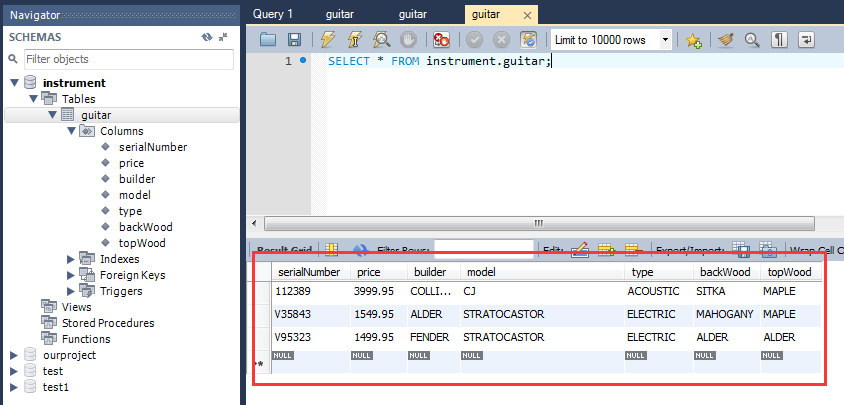 Navigator
SCHEMAS
Filter objects
instrument
Tables
guitar
Columns
serialNumber
price
builder
model
type
backWood
topWood
Indexes
Foreign Keys
Triggers
Views
Stored Procedures
Functions
ourproject
test
test1
Query 1 guitar guitar guitar
Limit to 10000 rows
1 SELECT * FROM instrument.guitar;
Result Grid Filter Rows: Edit: Export/Import: Wrap Cell C
serialNumber price builder model type backWood topWood
112389 3999.95 COLLI... CJ ACOUSTIC SITKA MAPLE
V35843 1549.95 ALDER STRATOCASTOR ELECTRIC MAHOGANY MAPLE
V95323 1499.95 FENDER STRATOCASTOR ELECTRIC ALDER ALDER
NULL NULL NULL NULL NULL NULL NULL